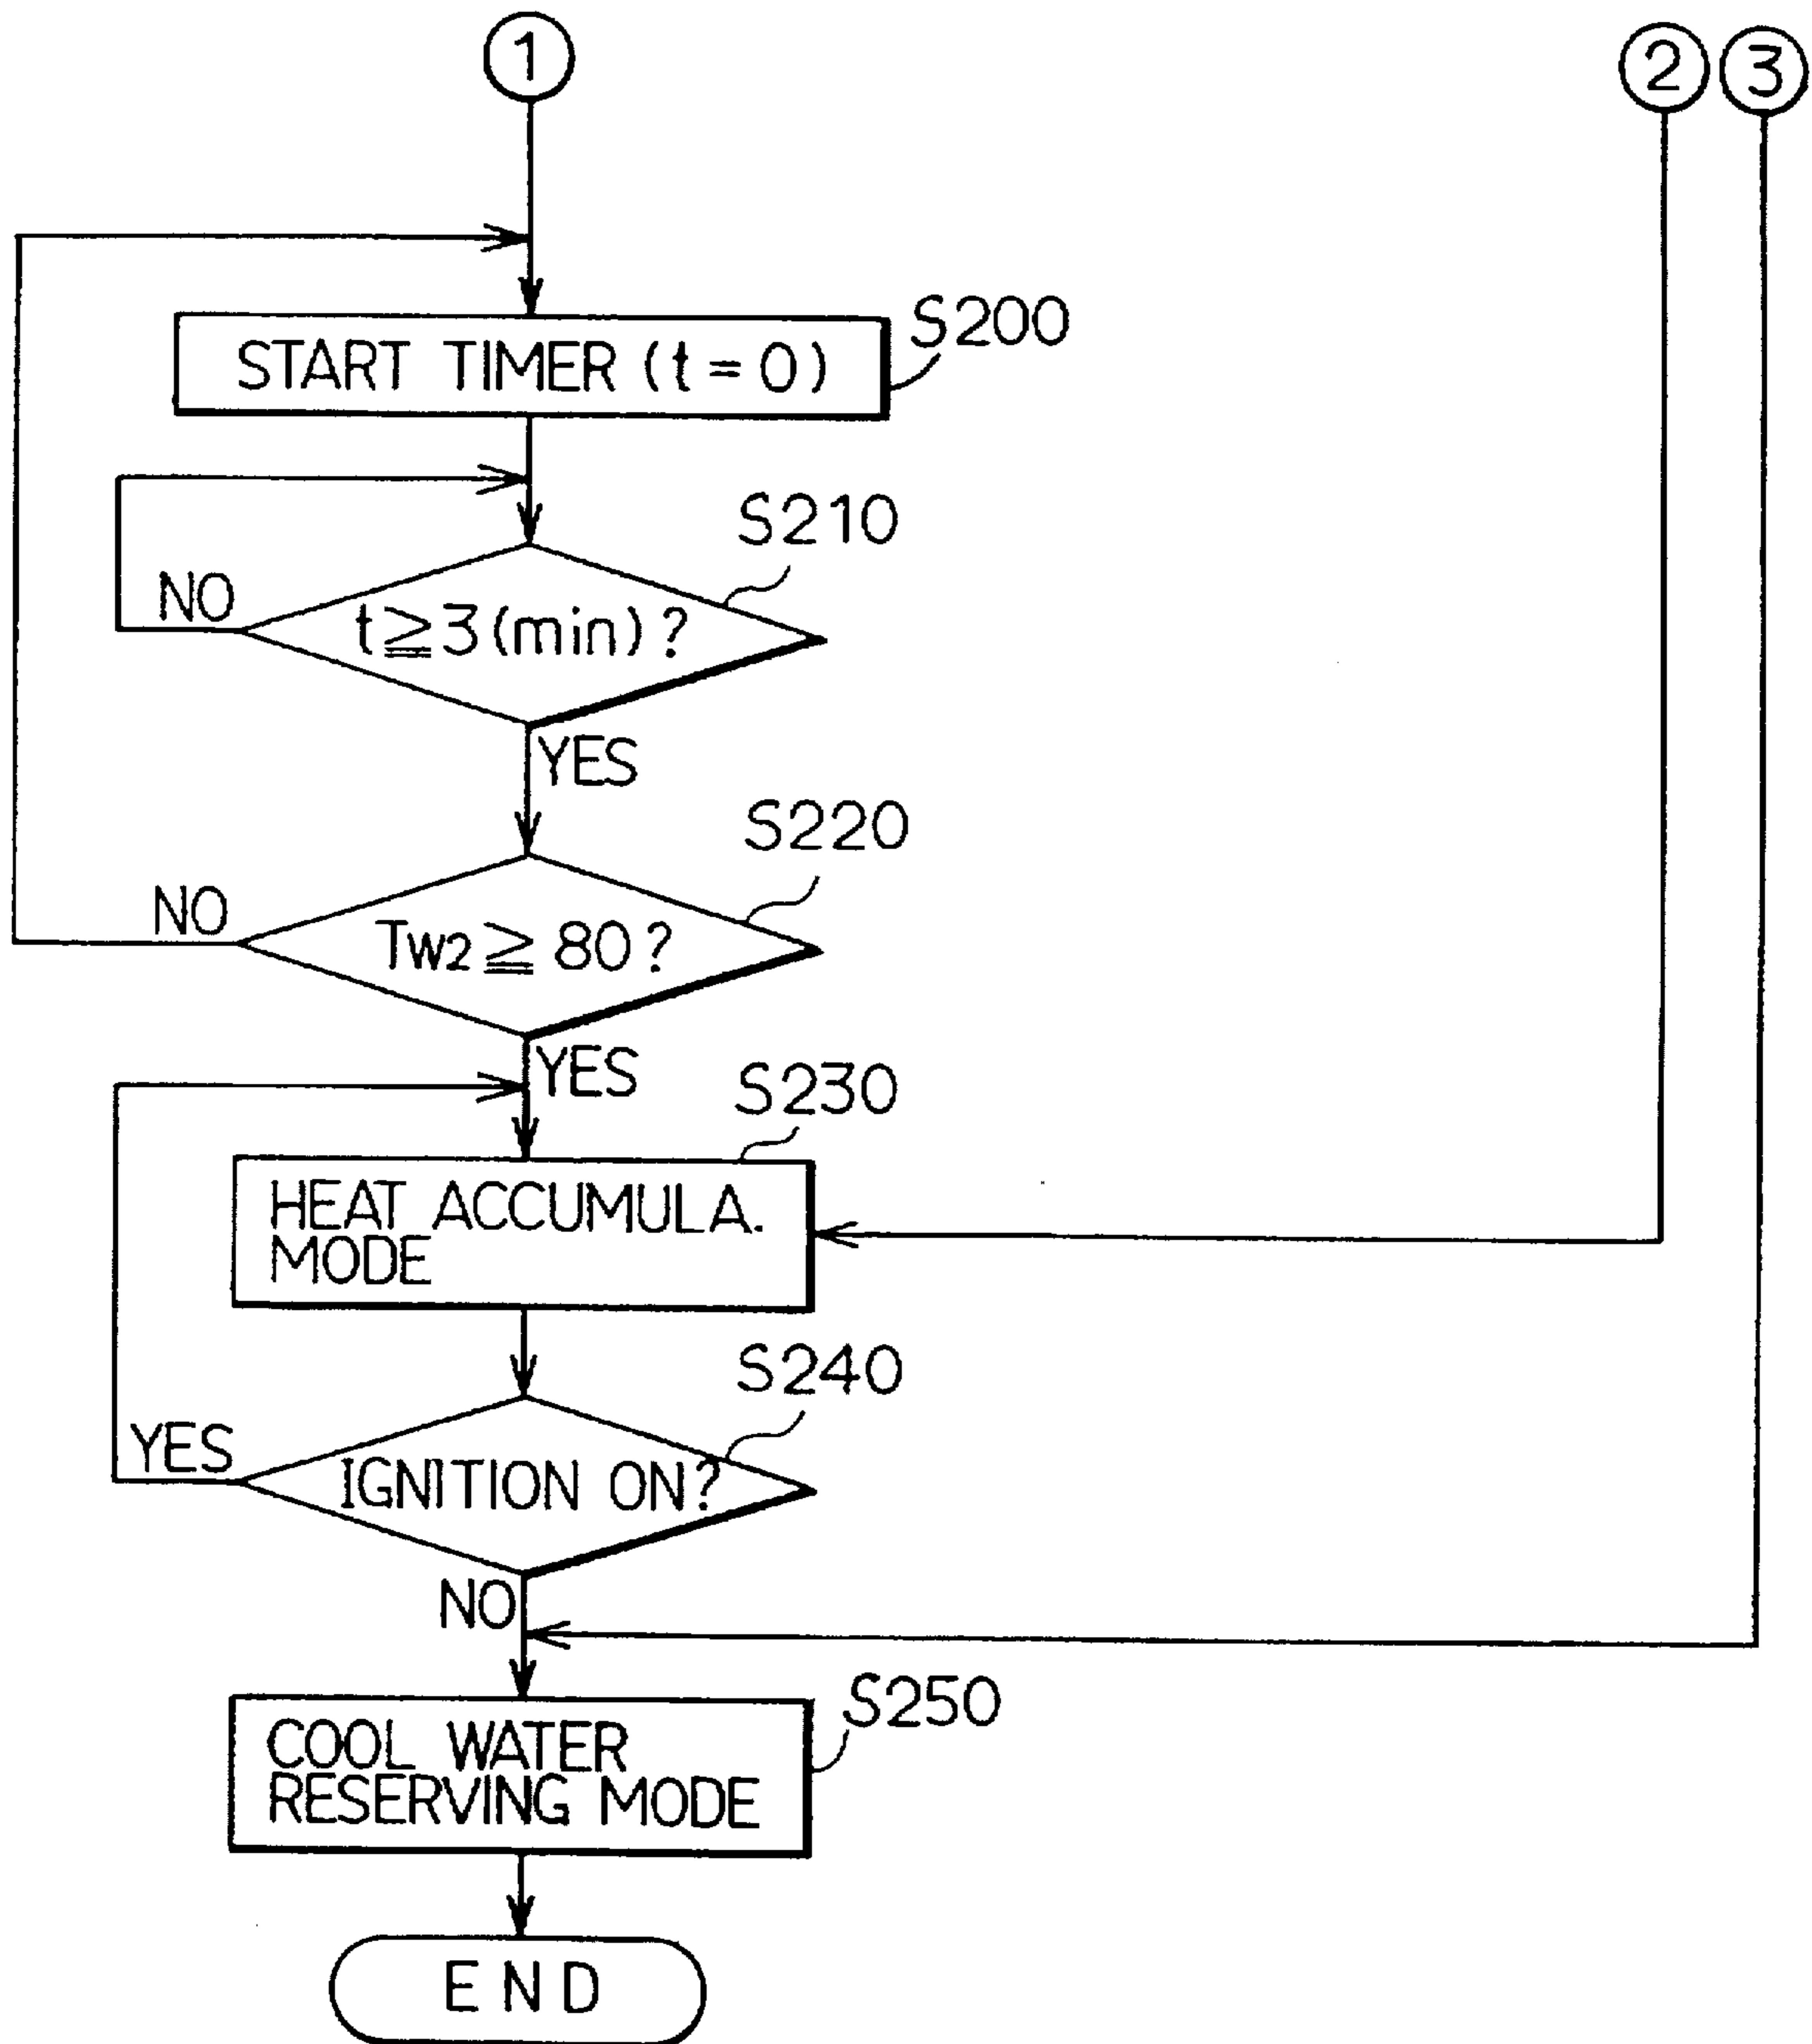 1
2
3
START TIMER (t = 0)
S200
S210
NO
t ≧ 3 (min) ?
YES
S220
NO
Tw2 ≧ 80 ?
YES
S230
HEAT ACCUMULA.
MODE
S240
YES
IGNITION ON?
NO
S250
COOL WATER
RESERVING MODE
END